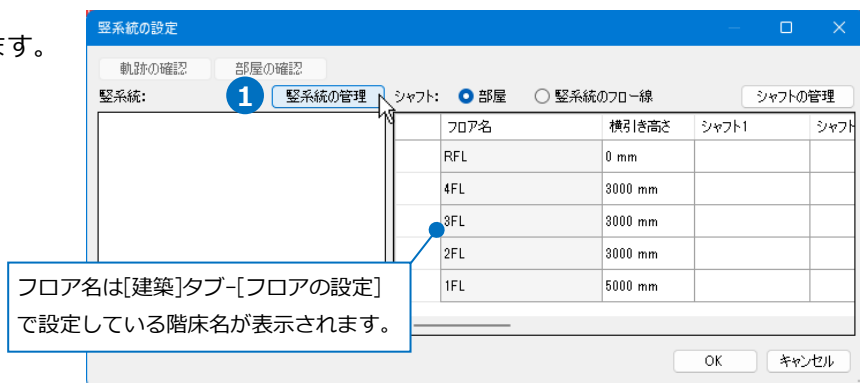 ます。
竪系統の設定
軌跡の確認 部屋の確認
竪系統: 1 竪系統の管理 シャフト: 部屋 竪系統のフロー線 シャフトの管理
フロア名 横引き高さ シャフト1 シャフト
RFL 0 mm
4FL 3000 mm
3FL 3000 mm
2FL 3000 mm
1FL 5000 mm
フロア名は[建築]タブ-[フロアの設定]
で設定している階床名が表示されます。
OK キャンセル